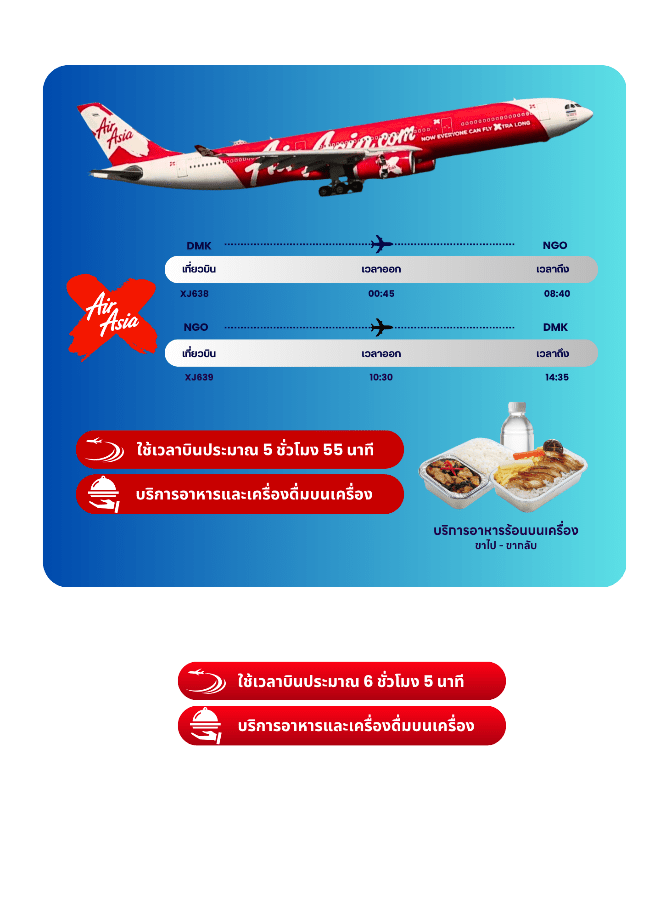 Air
Asia
AirAsia.com
NOW EVERYONE CAN FLY XTRA LONG
DMK
NGO
เที่ยวบิน
เวลาออก
เวลาถึง
XJ638
00:45
08:40
Air
Asia
NGO
DMK
เที่ยวบิน
เวลาออก
เวลาถึง
XJ639
10:30
14:35
ใช้เวลาบินประมาณ 5 ชั่วโมง 55 นาที
บริการอาหารและเครื่องดื่มบนเครื่อง
บริการอาหารร้อนบนเครื่อง
ขาไป - ขากลับ
ใช้เวลาบินประมาณ 6 ชั่วโมง 5 นาที
บริการอาหารและเครื่องดื่มบนเครื่อง